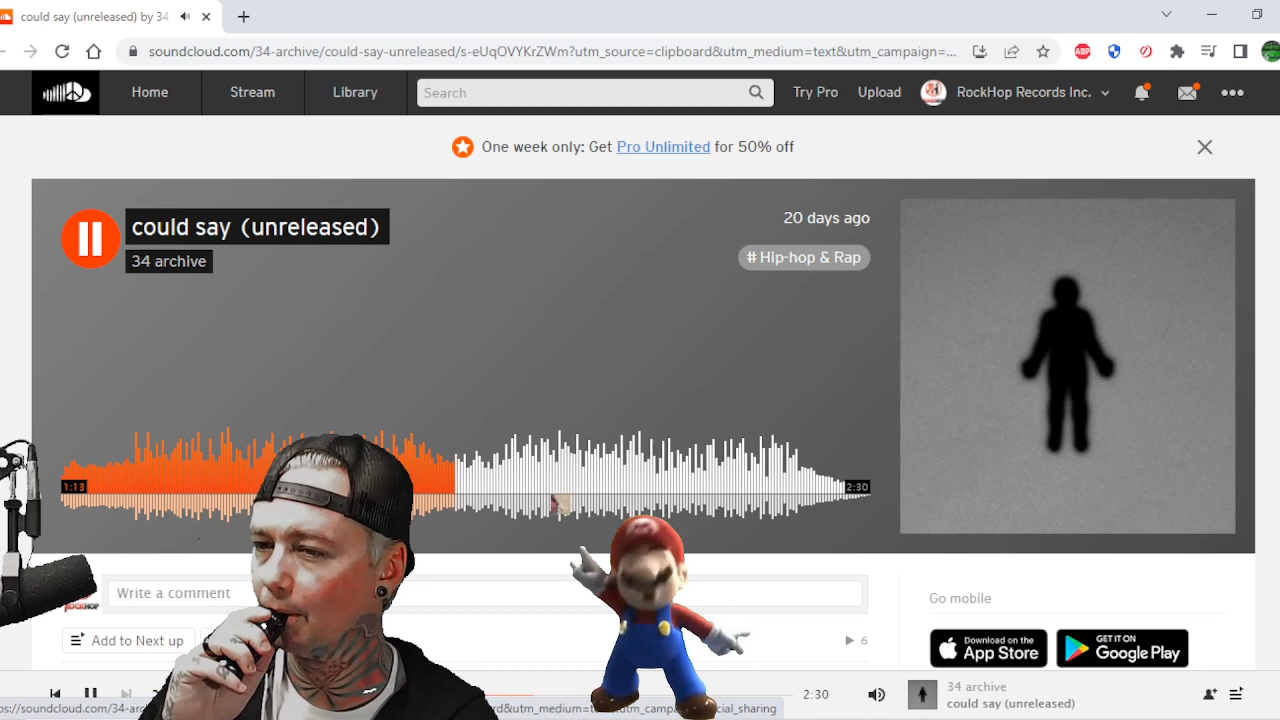 could say (unreleased) by 34
soundcloud.com/34-archive/could-say-unreleased/s-eUqOVYKrZWm?utm_source=clipboard&utm_medium=text&utm_campaign=...
ABP
Home
Stream
Library
Search
Try Pro
Upload
RockHop Records Inc.
One week only: Get Pro Unlimited for 50% off
could say (unreleased)
34 archive
20 days ago
# Hip-hop & Rap
1:13
2:30
ROCKHOP
Write a comment
Add to Next up
6
Go mobile
Download on the
App Store
GET IT ON
Google Play
2:30
34 archive
could say (unreleased)